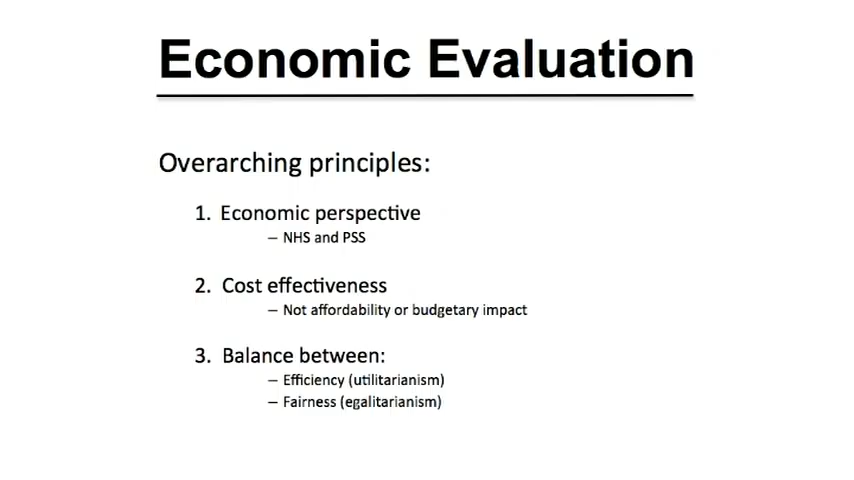 Economic Evaluation
Overarching principles:
1. Economic perspective
– NHS and PSS
2. Cost effectiveness
– Not affordability or budgetary impact
3. Balance between:
– Efficiency (utilitarianism)
– Fairness (egalitarianism)